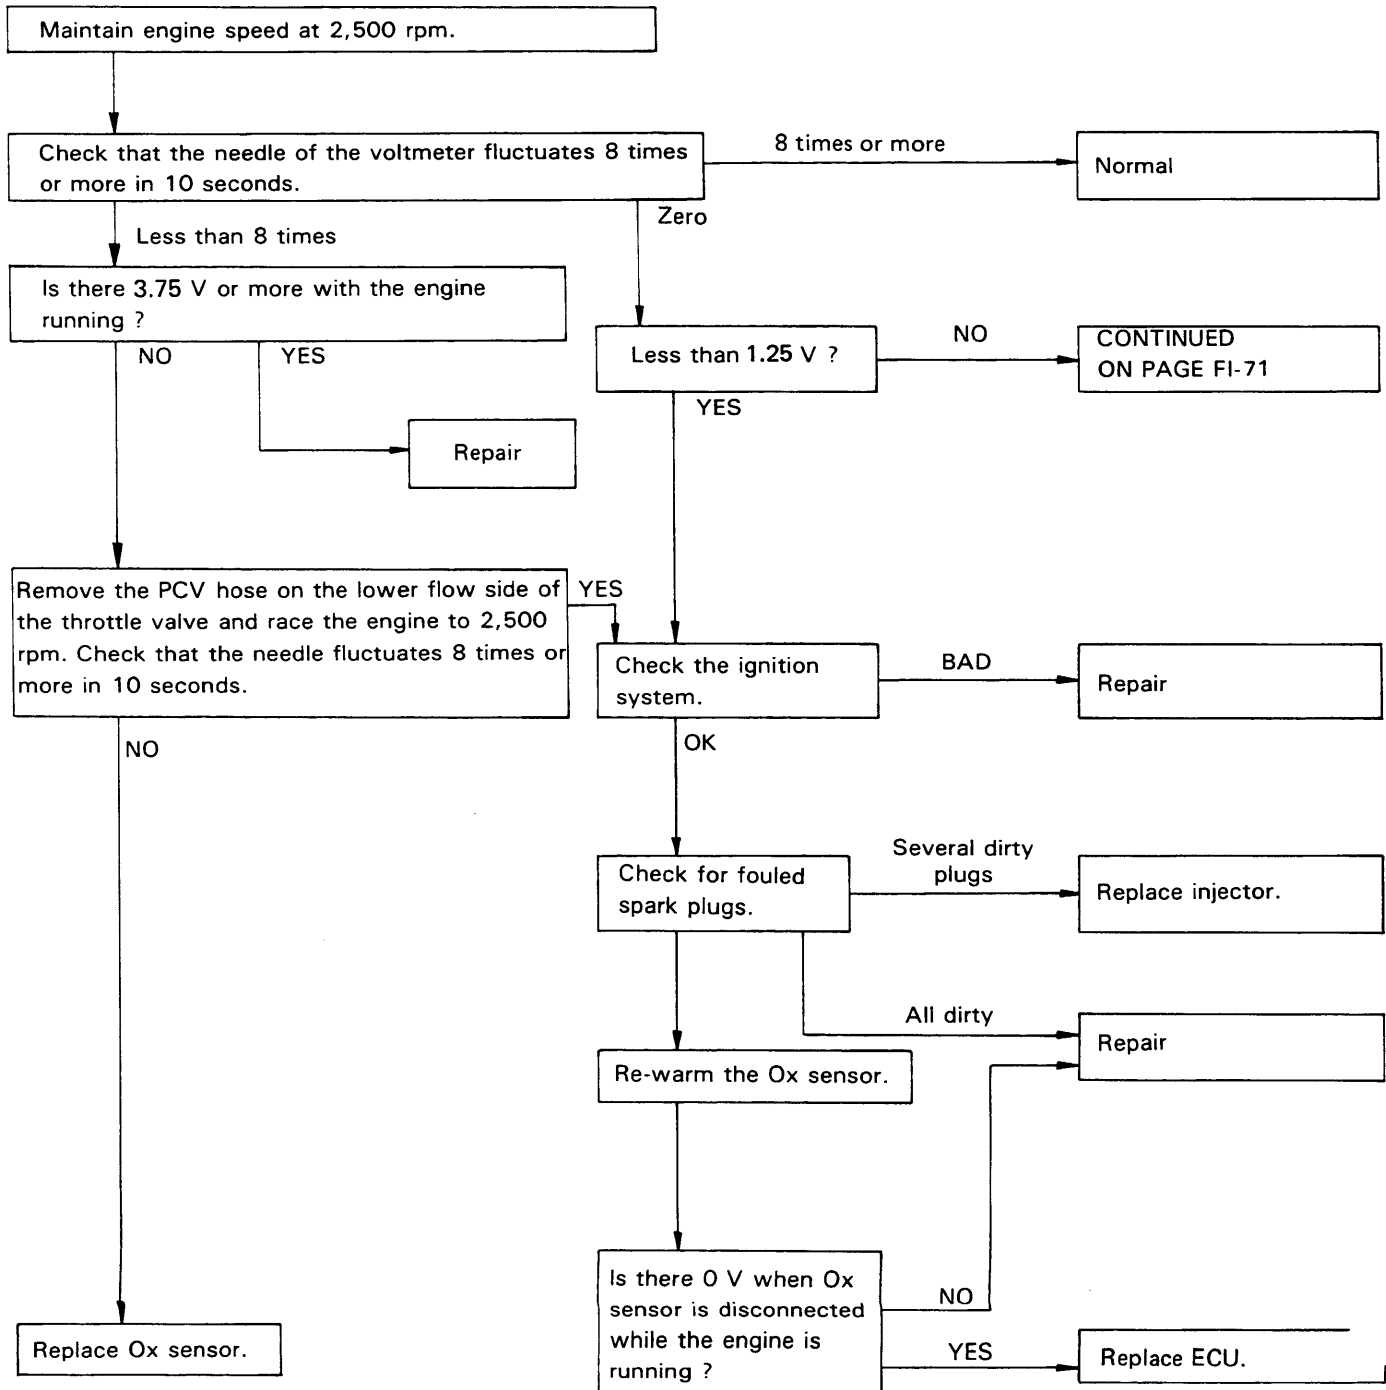 Maintain engine speed at 2,500 rpm.
Check that the needle of the voltmeter fluctuates 8 times
or more in 10 seconds.
8 times or more
Normal
Zero
Less than 8 times
Is there 3.75 V or more with the engine
running ?
NO
YES
Repair
Less than 1.25 V ?
NO
CONTINUED
ON PAGE FI-71
YES
Remove the PCV hose on the lower flow side of
the throttle valve and race the engine to 2,500
rpm. Check that the needle fluctuates 8 times or
more in 10 seconds.
YES
NO
Check the ignition
system.
BAD
Repair
OK
Check for fouled
spark plugs.
Several dirty
plugs
Replace injector.
All dirty
Repair
Re-warm the Ox sensor.
Is there 0 V when Ox
sensor is disconnected
while the engine is
running ?
NO
YES
Replace ECU.
Replace Ox sensor.